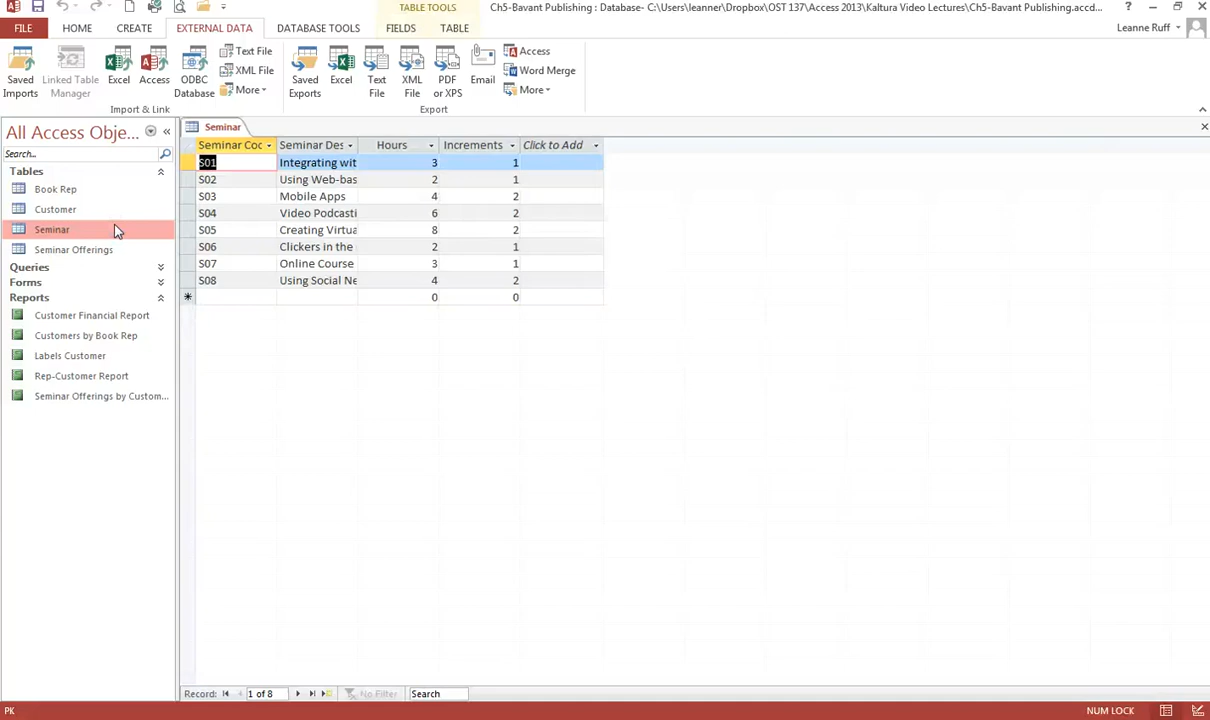 TABLE TOOLS
Ch5-Bavant Publishing : Database- C:\Users\leanner\Dropbox\OST 137\Access 2013\Kaltura Video Lectures\Ch5-Bavant Publishing.accd...
FILE HOME CREATE EXTERNAL DATA DATABASE TOOLS FIELDS TABLE
Leanne Ruff
Saved Imports
Linked Table Manager
Excel
Access
ODBC Database
Text File
XML File
More
Import & Link
Saved Exports
Excel
Text File
XML File
PDF or XPS
Email
Access
Word Merge
More
Export
All Access Obje...
Search...
Tables
Book Rep
Customer
Seminar
Seminar Offerings
Queries
Forms
Reports
Customer Financial Report
Customers by Book Rep
Labels Customer
Rep-Customer Report
Seminar Offerings by Custom...
Seminar
Seminar Coc Seminar Des Hours Increments Click to Add
S01 Integrating wit 3 1
S02 Using Web-bas 2 1
S03 Mobile Apps 4 2
S04 Video Podcasti 6 2
S05 Creating Virtua 8 2
S06 Clickers in the 2 1
S07 Online Course 3 1
S08 Using Social Ne 4 2
0 0
Record: 1 of 8 No Filter Search
PK
NUM LOCK